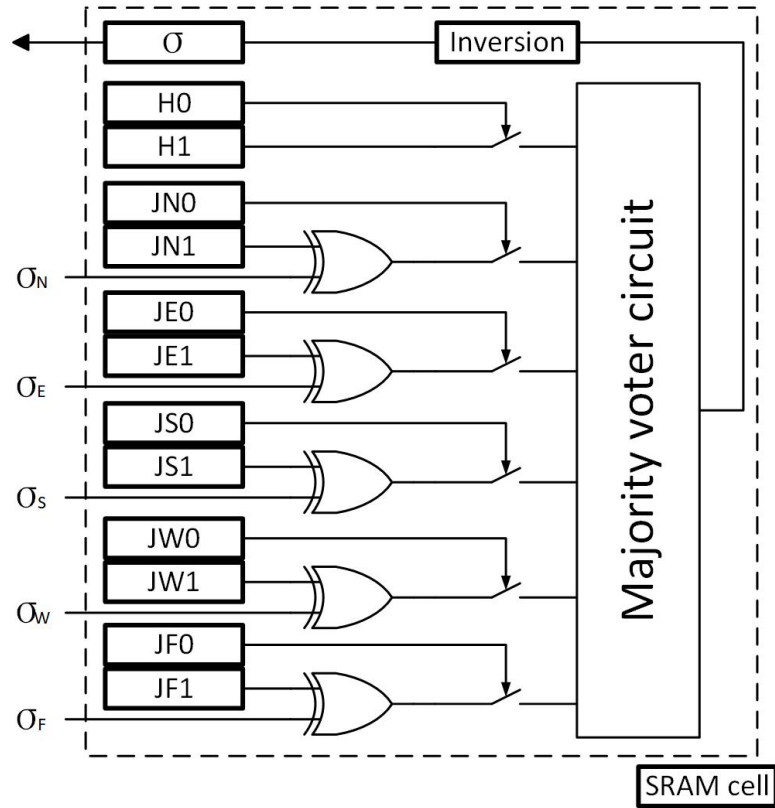 σ
Inversion
H0
H1
JN0
JN1
σN
JE0
JE1
σE
JS0
JS1
σS
JW0
JW1
σW
JF0
JF1
σF
Majority voter circuit
SRAM cell